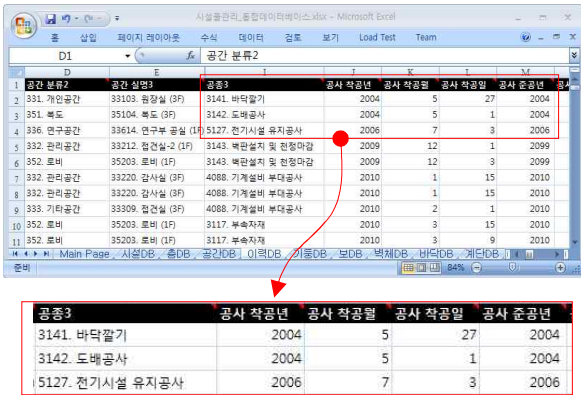 시설물관리_통합데이터베이스.xlsx - Microsoft Excel
홈 삽입 페이지 레이아웃 수식 데이터 검토 보기 Load Test Team
D1 fx 공간 분류2
D E I J K L M
1 공간 분류2 공간 실명3 공종3 공사 착공년 공사 착공월 공사 착공일 공사 준공년
2 331. 개인공간 33103. 원장실 (3F) 3141. 바닥깔기 2004 5 27 2004
3 351. 복도 35104. 복도 (3F) 3142. 도배공사 2004 5 1 2004
4 336. 연구공간 33614. 연구부 공실 (1F) 5127. 전기시설 유지공사 2006 7 3 2006
5 332. 관리공간 33212. 접견실-2 (1F) 3143. 벽판설치 및 천정마감 2009 12 1 2099
6 352. 로비 35203. 로비 (1F) 3143. 벽판설치 및 천정마감 2009 12 3 2099
7 332. 관리공간 33220. 감사실 (3F) 4088. 기계설비 부대공사 2010 1 15 2010
8 332. 관리공간 33220. 감사실 (3F) 4088. 기계설비 부대공사 2010 1 15 2010
9 333. 기타공간 33309. 접견실 (1F) 4088. 기계설비 부대공사 2010 2 1 2010
10 352. 로비 35203. 로비 (1F) 3117. 부속자재 2010 3 15 2010
11 352. 로비 35203. 로비 (1F) 3117. 부속자재 2010 3 9 2010
Main Page 시설DB 층DB 공간DB 이력DB 기둥DB 보DB 벽체DB 바닥DB 계단DB
준비 84%
공종3 공사 착공년 공사 착공월 공사 착공일 공사 준공년
3141. 바닥깔기 2004 5 27 2004
3142. 도배공사 2004 5 1 2004
5127. 전기시설 유지공사 2006 7 3 2006